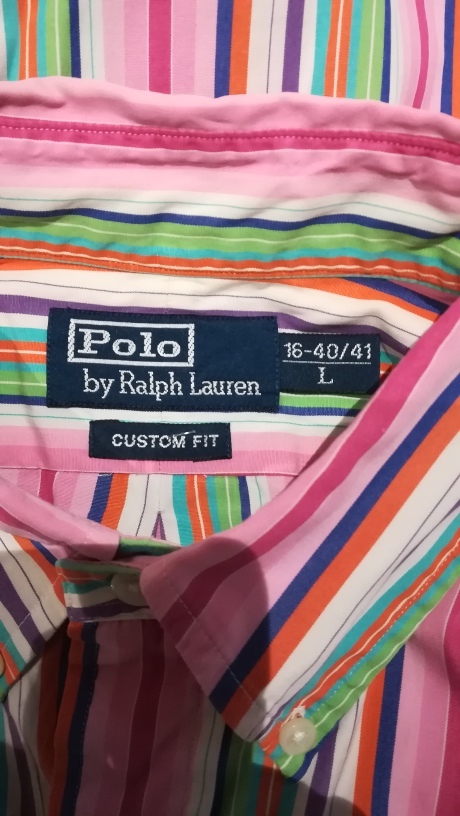 Polo
by Ralph Lauren
16-40/41
L
CUSTOM FIT